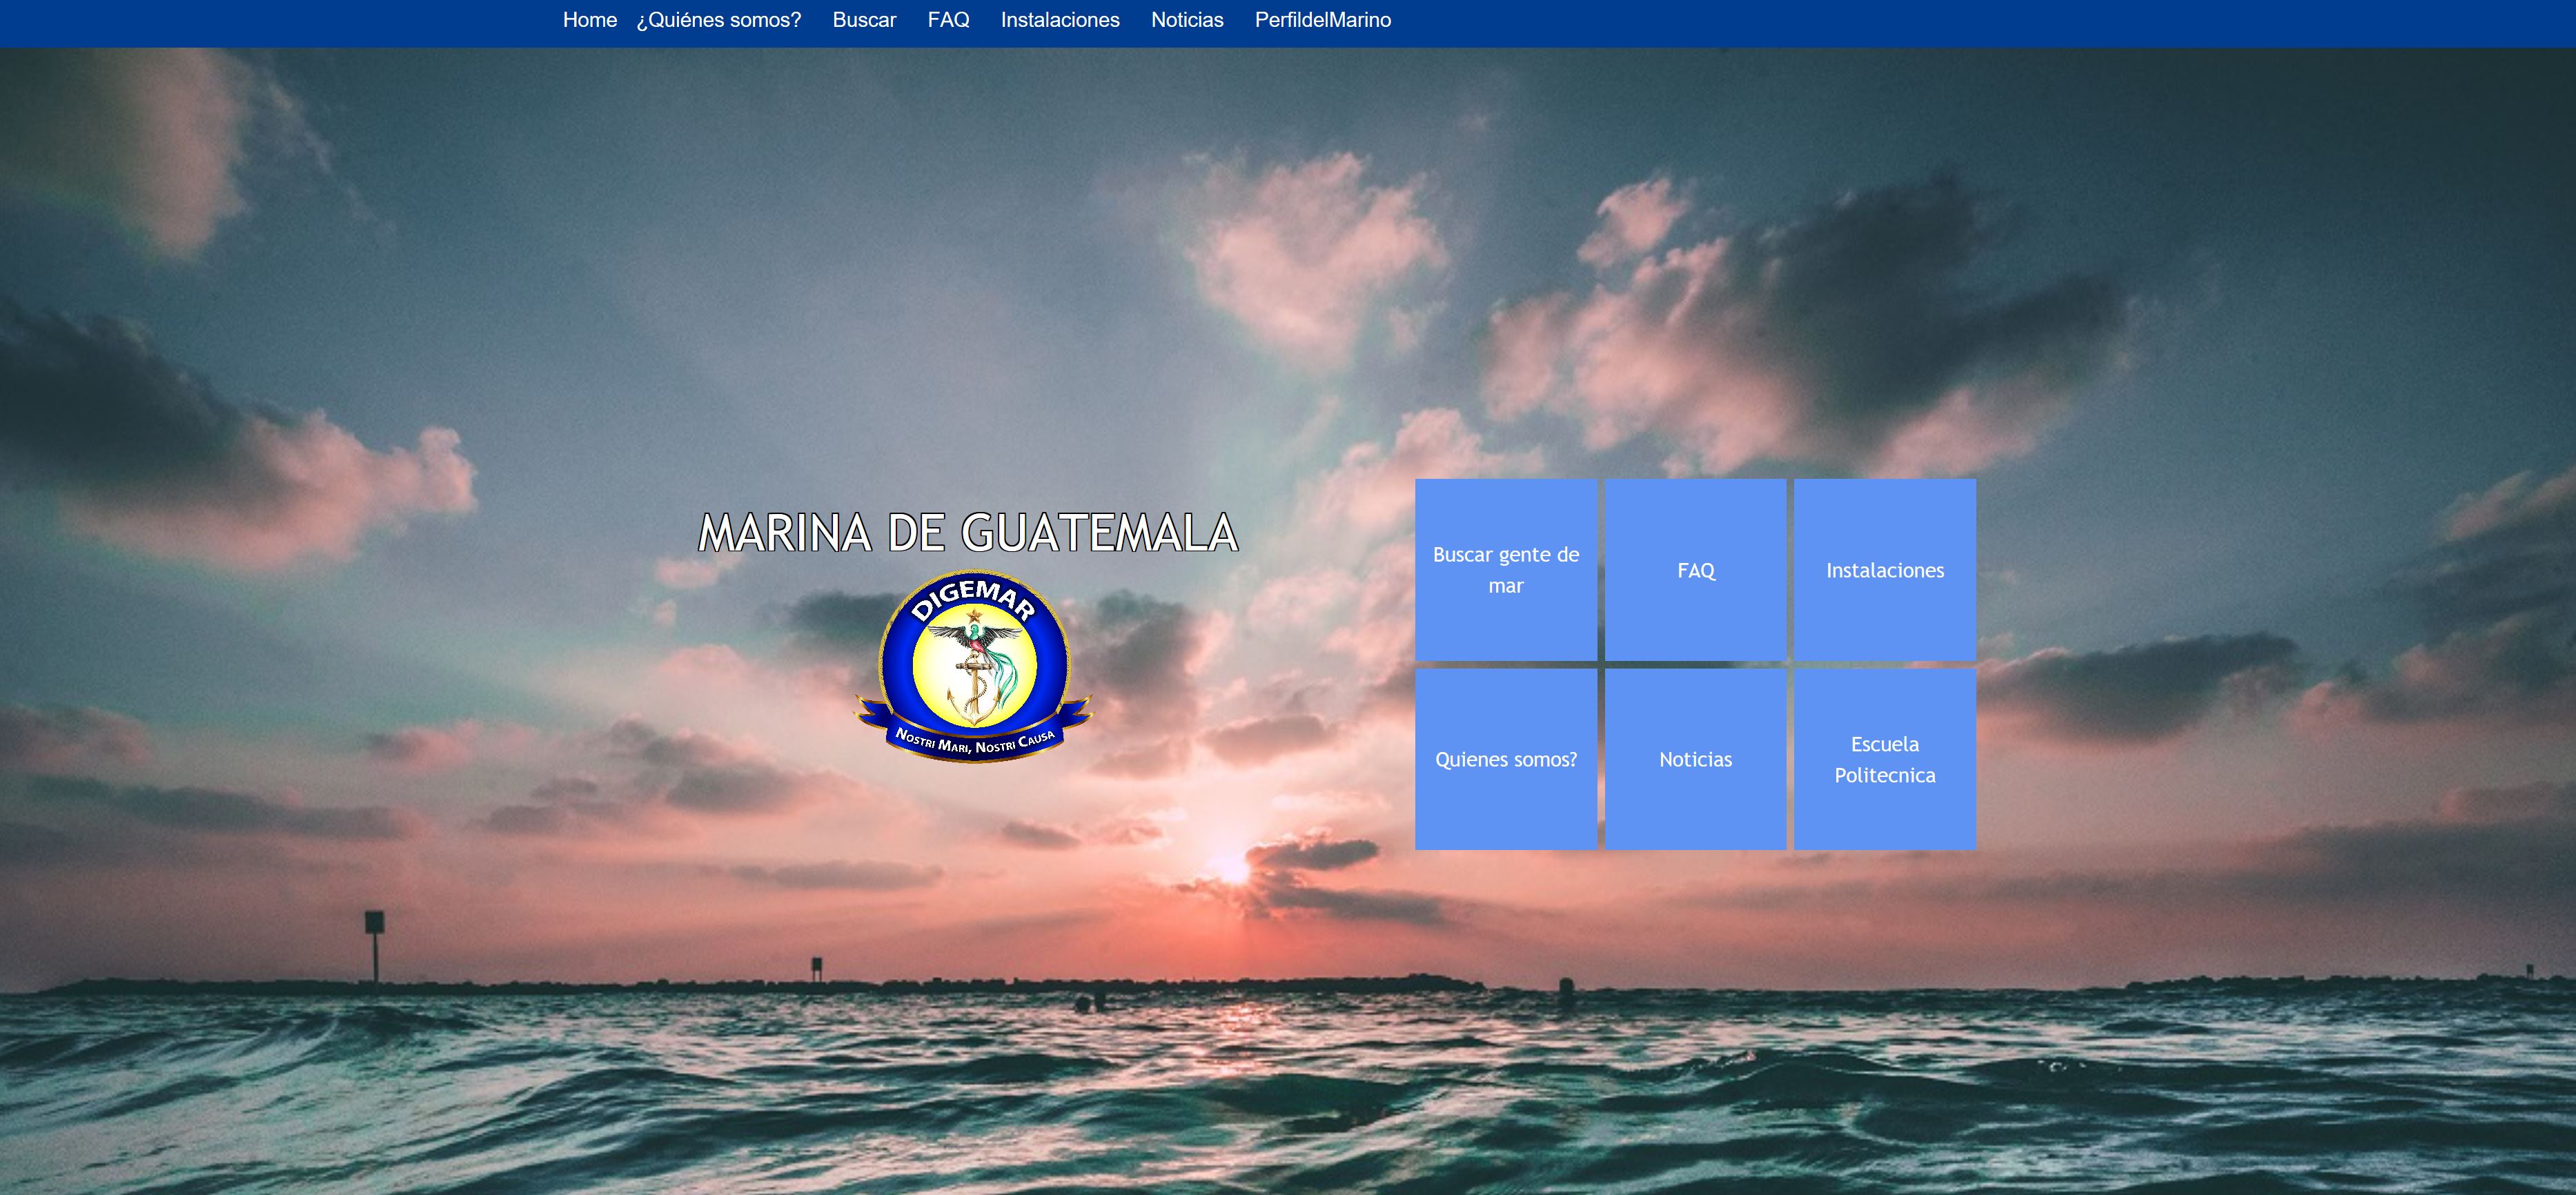 Home ¿Quiénes somos? Buscar FAQ Instalaciones Noticias PerfildelMarino
MARINA DE GUATEMALA
DIGEMAR
NOSTRI MARI, NOSTRI CAUSA
Buscar gente de
mar
FAQ
Instalaciones
Quienes somos?
Noticias
Escuela
Politecnica